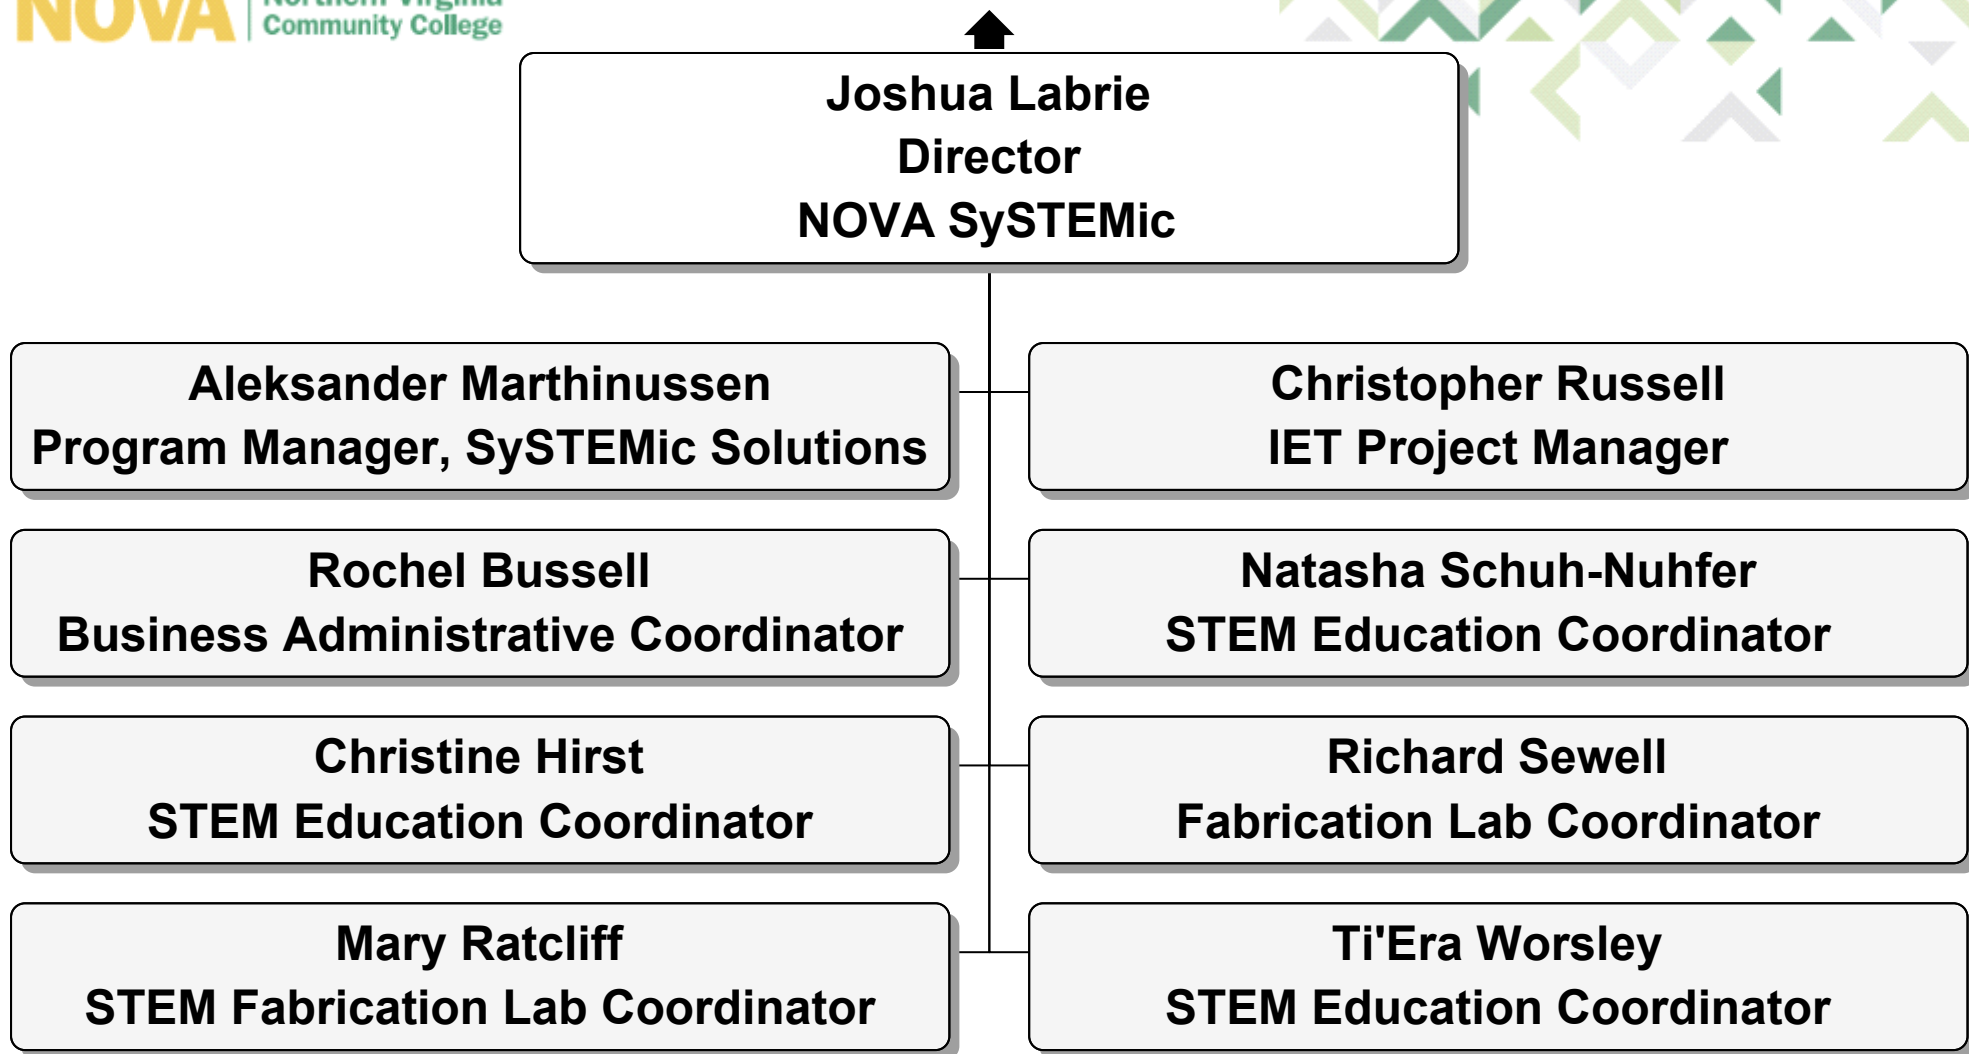 NOVA
Northern Virginia
Community College
Joshua Labrie
Director
NOVA SySTEMic
Aleksander Marthinussen
Program Manager, SySTEMic Solutions
Christopher Russell
IET Project Manager
Rochel Bussell
Business Administrative Coordinator
Natasha Schuh-Nuhfer
STEM Education Coordinator
Christine Hirst
STEM Education Coordinator
Richard Sewell
Fabrication Lab Coordinator
Mary Ratcliff
STEM Fabrication Lab Coordinator
Ti'Era Worsley
STEM Education Coordinator